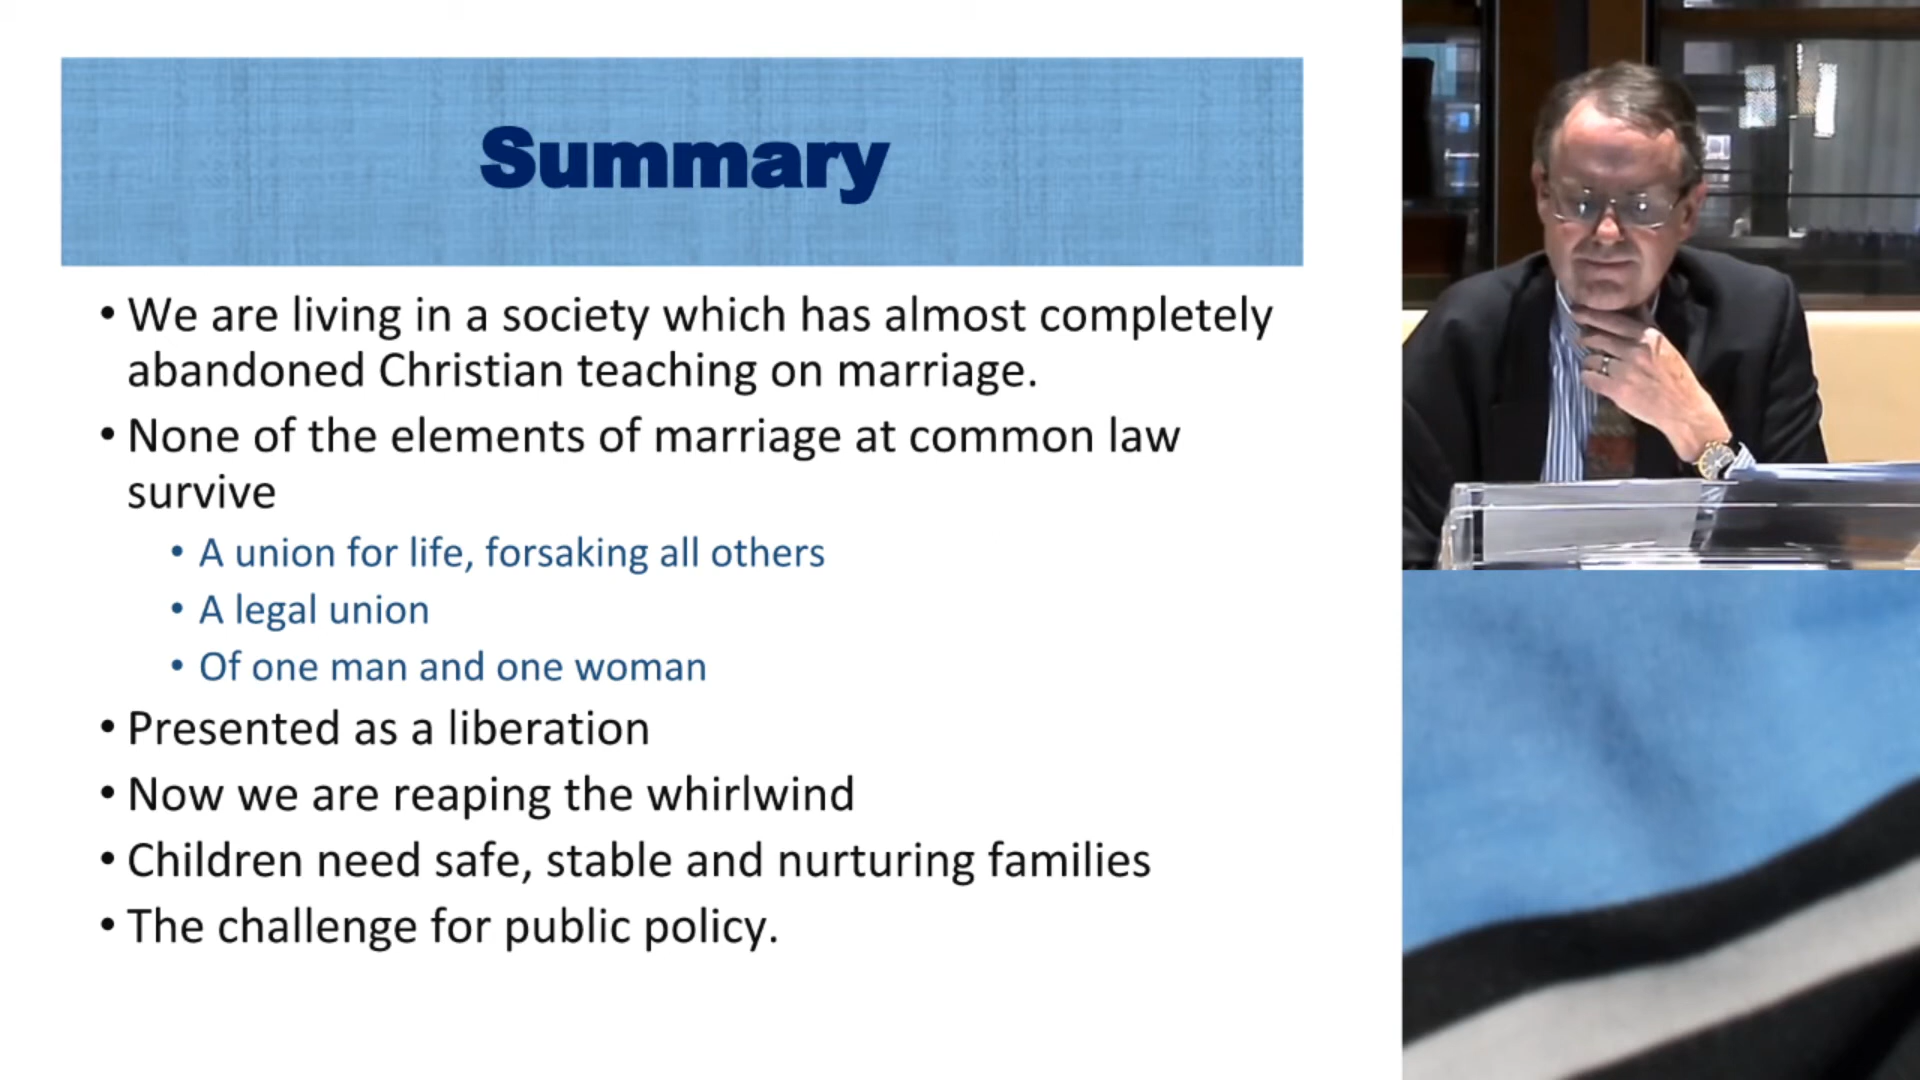 Summary
• We are living in a society which has almost completely
abandoned Christian teaching on marriage.
• None of the elements of marriage at common law
survive
• A union for life, forsaking all others
• A legal union
• Of one man and one woman
• Presented as a liberation
• Now we are reaping the whirlwind
• Children need safe, stable and nurturing families
• The challenge for public policy.